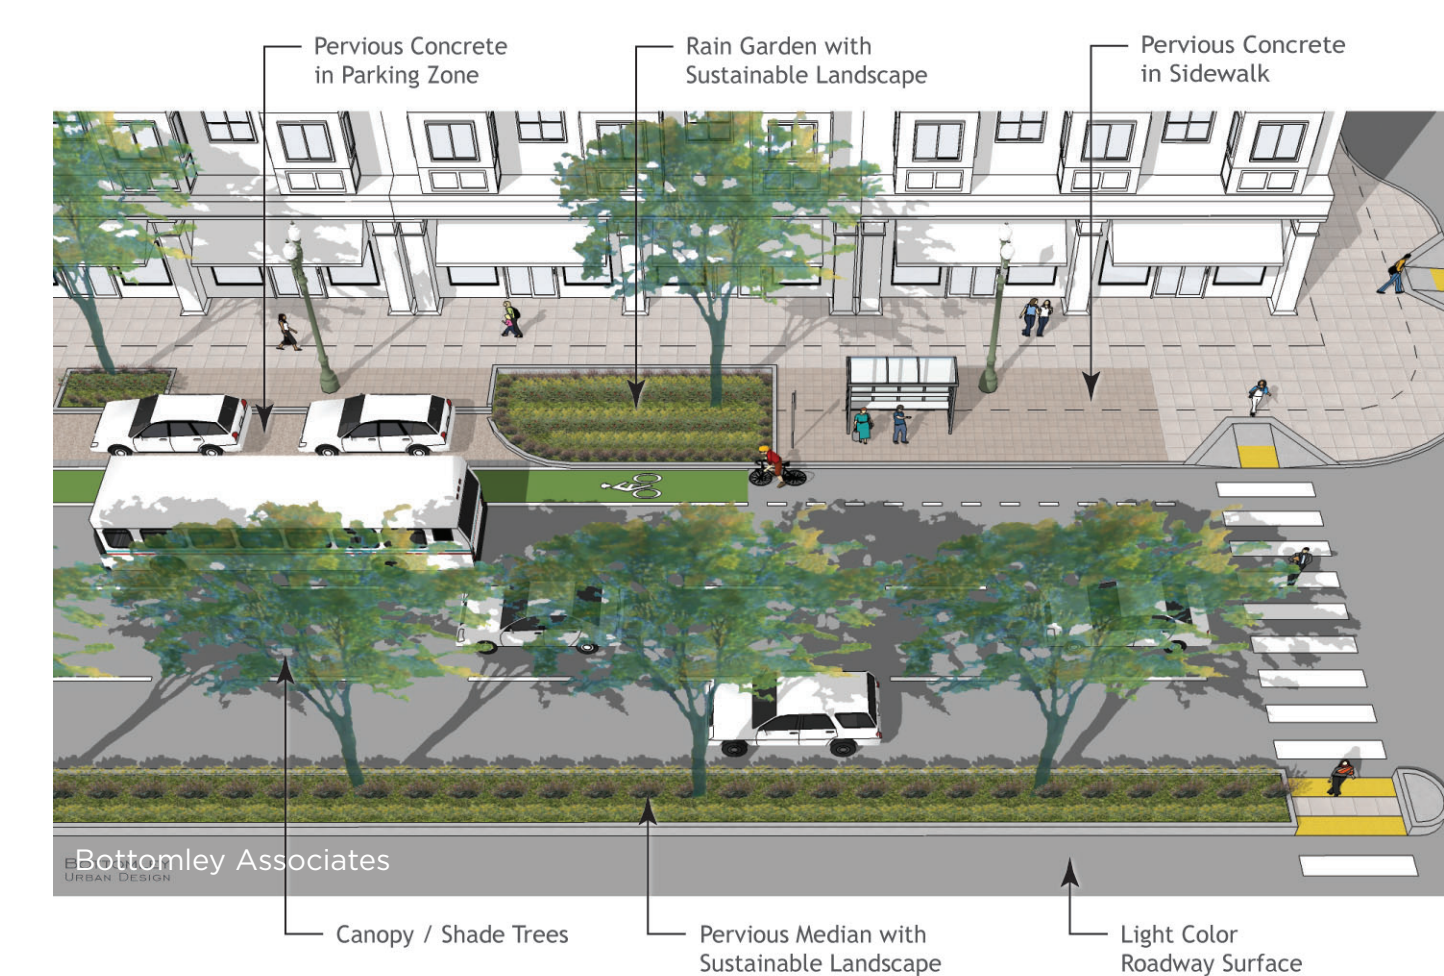 Pervious Concrete
in Parking Zone
Rain Garden with
Sustainable Landscape
Pervious Concrete
in Sidewalk
Bottomley Associates
BOTTOMLEY
URBAN DESIGN
Canopy / Shade Trees
Pervious Median with
Sustainable Landscape
Light Color
Roadway Surface